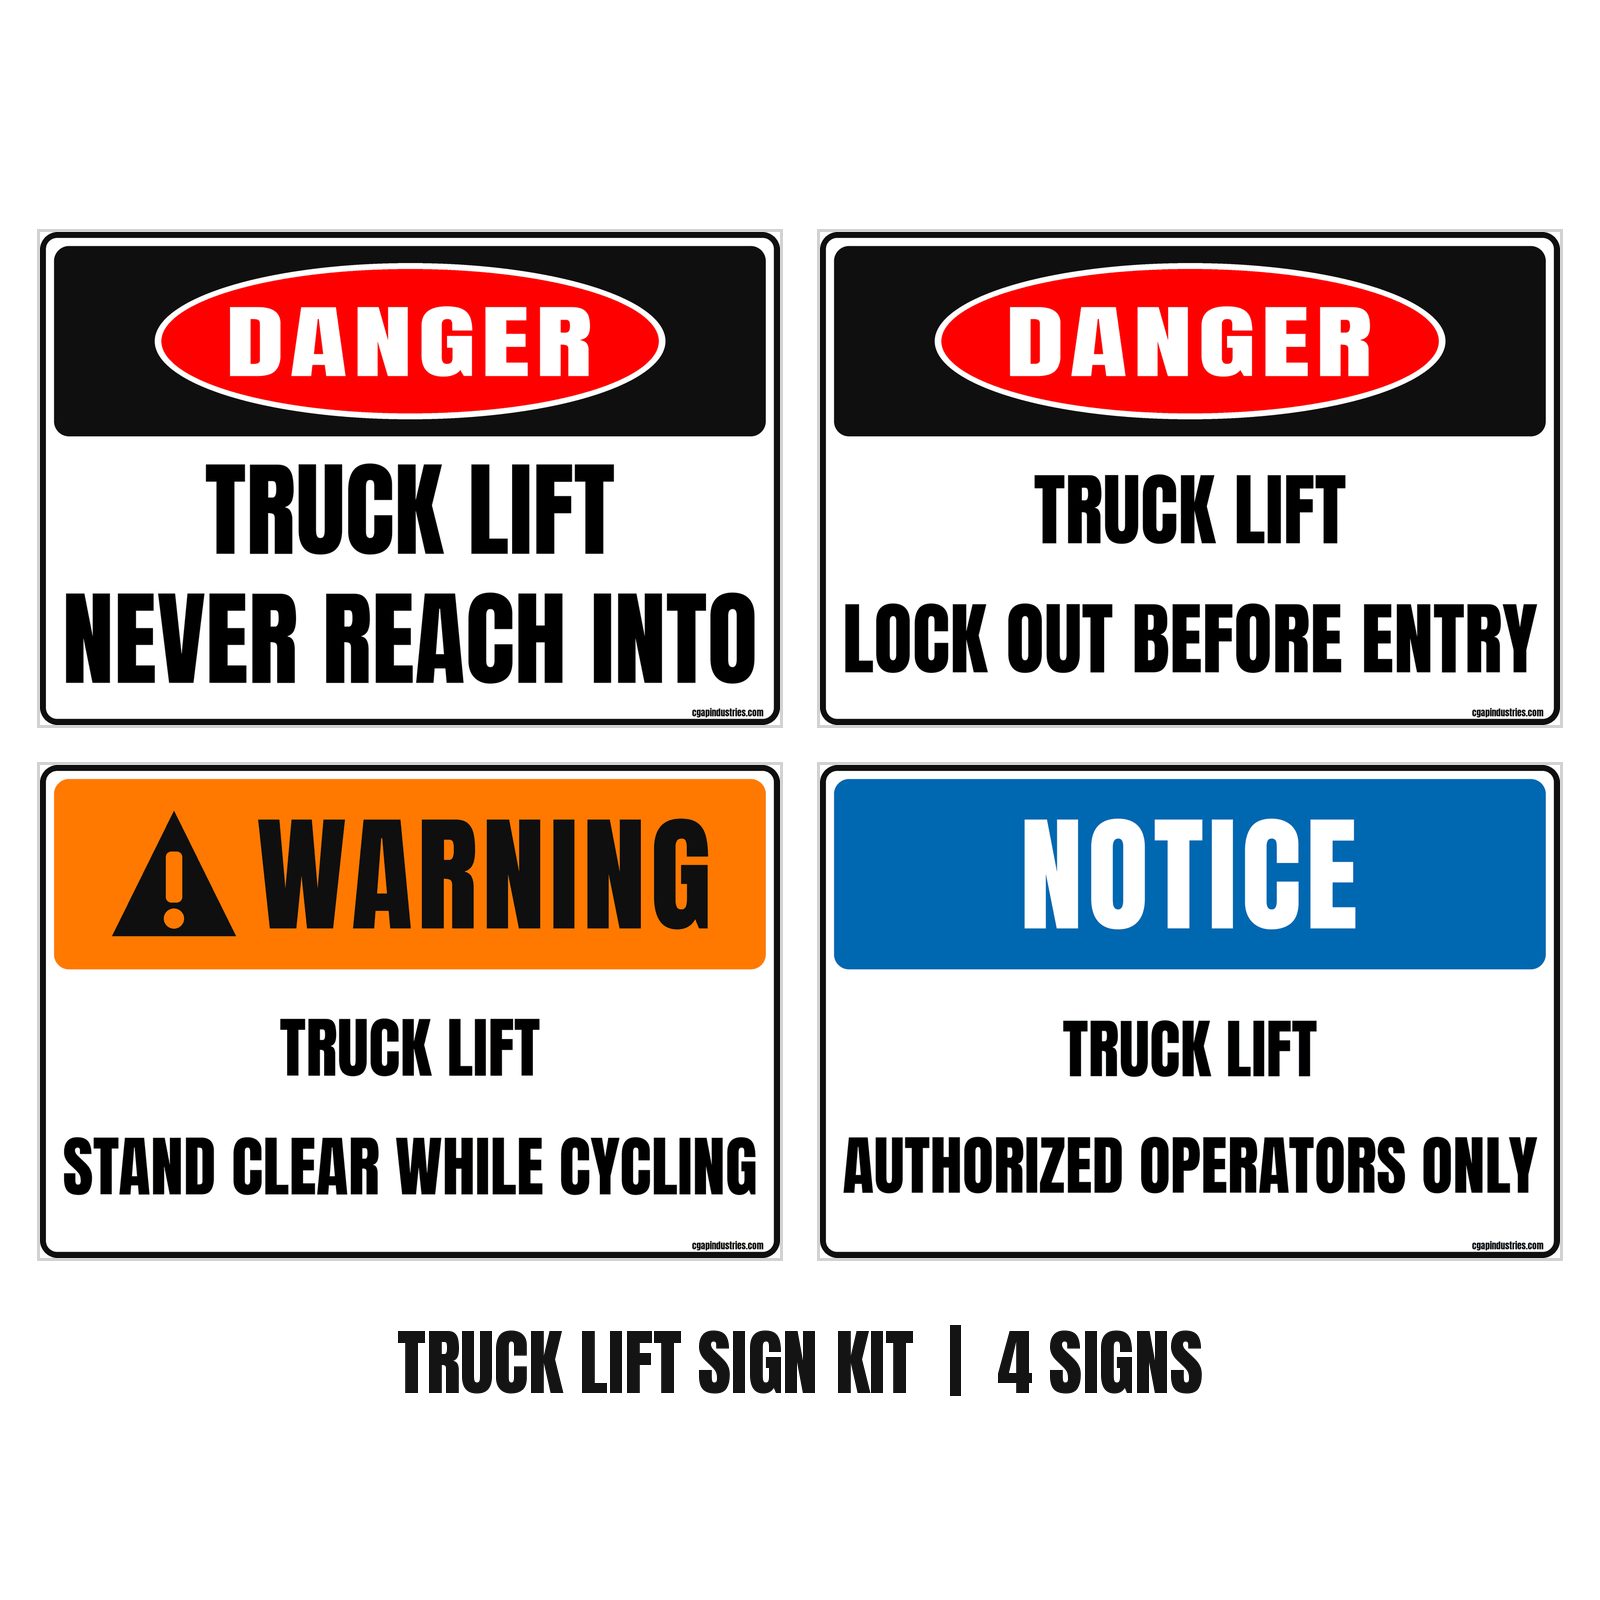 DANGER
TRUCK LIFT
NEVER REACH INTO
cgapindustries.com
DANGER
TRUCK LIFT
LOCK OUT BEFORE ENTRY
cgapindustries.com
WARNING
TRUCK LIFT
STAND CLEAR WHILE CYCLING
cgapindustries.com
NOTICE
TRUCK LIFT
AUTHORIZED OPERATORS ONLY
cgapindustries.com
TRUCK LIFT SIGN KIT | 4 SIGNS